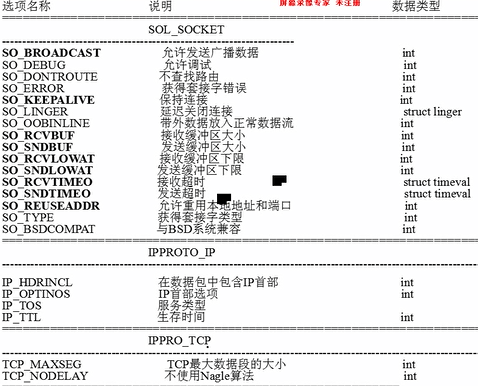 屏幕录像专家 未注册
选项名称 说明 数据类型
SOL_SOCKET
SO_BROADCAST 允许发送广播数据 int
SO_DEBUG 允许调试 int
SO_DONTROUTE 不查找路由 int
SO_ERROR 获得套接字错误 int
SO_KEEPALIVE 保持连接 int
SO_LINGER 延迟关闭连接 struct linger
SO_OOBINLINE 带外数据放入正常数据流 int
SO_RCVBUF 接收缓冲区大小 int
SO_SNDBUF 发送缓冲区大小 int
SO_RCVLOWAT 接收缓冲区下限 int
SO_SNDLOWAT 发送缓冲区下限 int
SO_RCVTIMEO 接收超时 struct timeval
SO_SNDTIMEO 发送超时 struct timeval
SO_REUSEADDR 允许重用本地地址和端口 int
SO_TYPE 获得套接字类型 int
SO_BSDCOMPAT 与BSD系统兼容 int
IPPROTO_IP
IP_HDRINCL 在数据包中包含IP首部 int
IP_OPTINOS IP首部选项 int
IP_TOS 服务类型
IP_TTL 生存时间 int
IPPRO_TCP
TCP_MAXSEG TCP最大数据段的大小 int
TCP_NODELAY 不使用Nagle算法 int